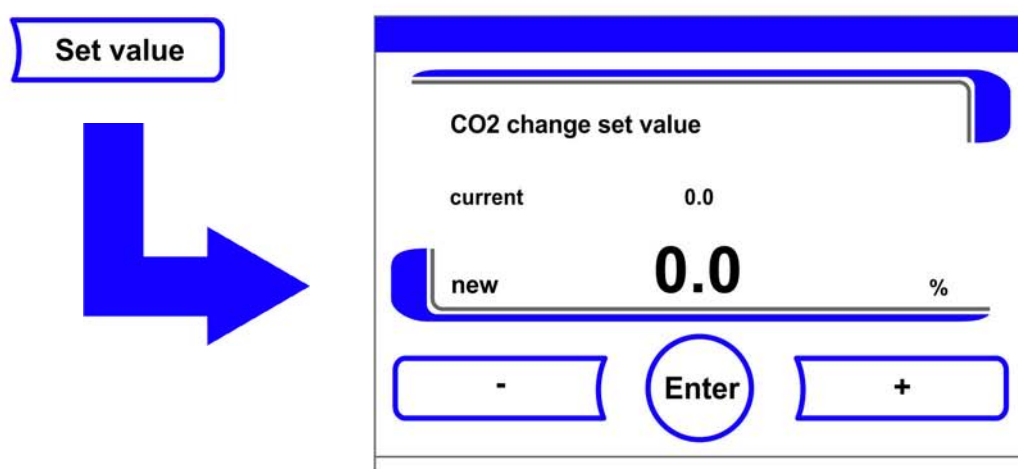 Set value
CO2 change set value
current 0.0
new 0.0 %
- Enter +